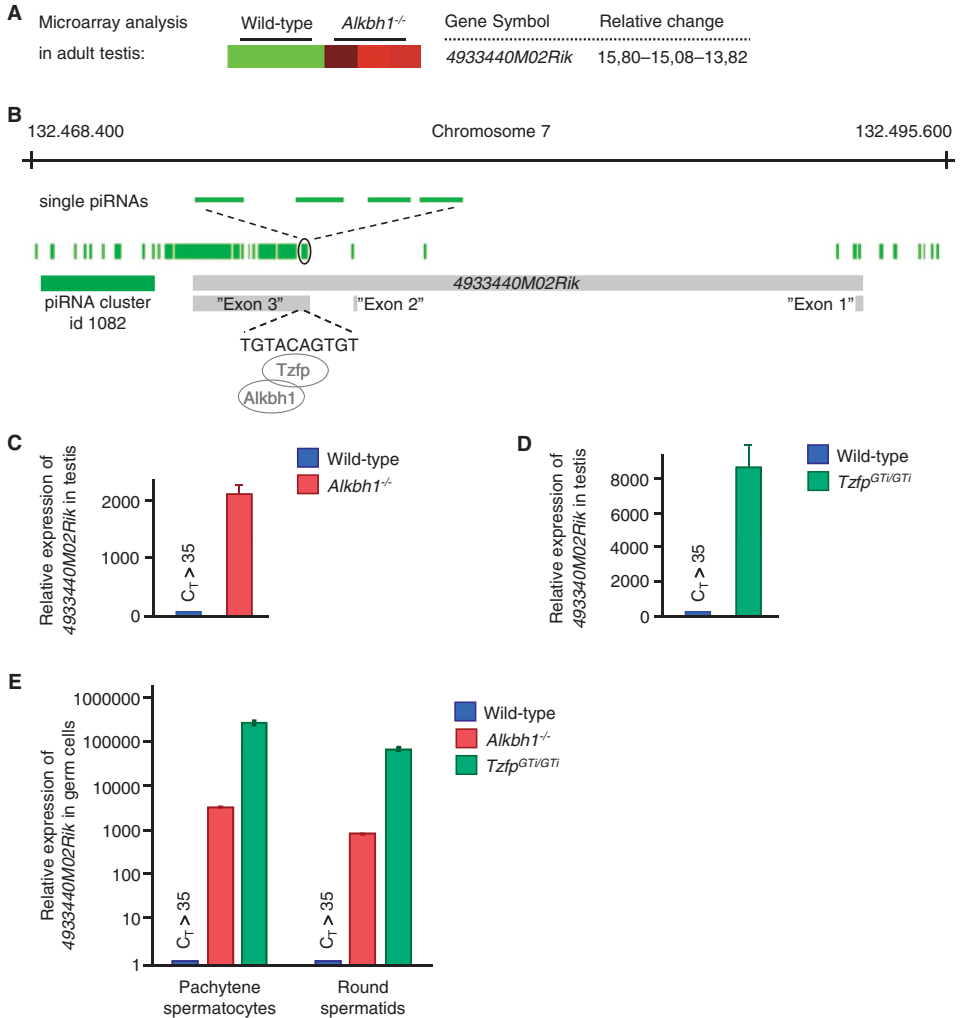 A
Microarray analysis
in adult testis:
Wild-type
Alkbh1-/-
Gene Symbol
Relative change
4933440M02Rik
15,80–15,08–13,82
B
132.468.400
Chromosome 7
132.495.600
single piRNAs
4933440M02Rik
piRNA cluster
id 1082
"Exon 3"
"Exon 2"
"Exon 1"
TGTACAGTGT
Tzfp
Alkbh1
C
Relative expression of
4933440M02Rik in testis
2000
1000
0
CT > 35
Wild-type
Alkbh1-/-
D
Relative expression of
493340M02Rik in testis
8000
6000
4000
2000
0
CT > 35
Wild-type
TzfpGTi/GTi
E
Relative expression of
4933440M02Rik in germ cells
1000000
100000
10000
1000
100
10
1
CT > 35
CT > 35
Pachytene
spermatocytes
Round
spermatids
Wild-type
Alkbh1-/-
TzfpGTi/GTi